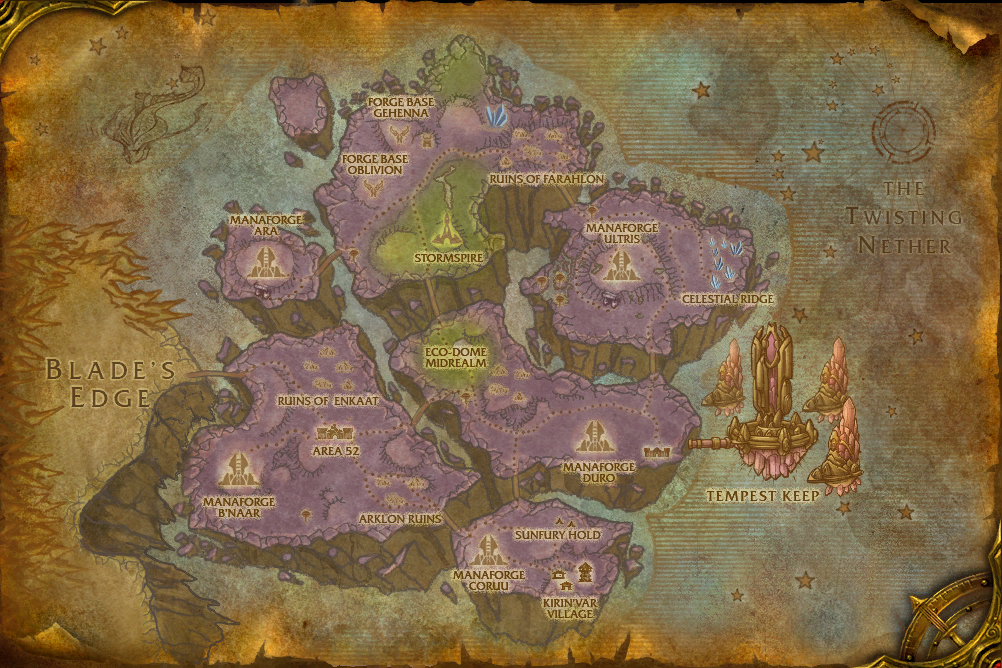 FORGE BASE
GEHENNA
FORGE BASE
OBLIVION
RUINS OF FARAHLON
THE
TWISTING
NETHER
MANAFORGE
ARA
MANAFORGE
ULTRIS
STORMSPIRE
CELESTIAL RIDGE
BLADE'S
EDGE
ECO-DOME
MIDREALM
RUINS OF ENKAAT
AREA 52
MANAFORGE
B'NAAR
MANAFORGE
DURO
TEMPEST KEEP
ARKLON RUINS
SUNFURY HOLD
MANAFORGE
CORUU
KIRIN'VAR
VILLAGE